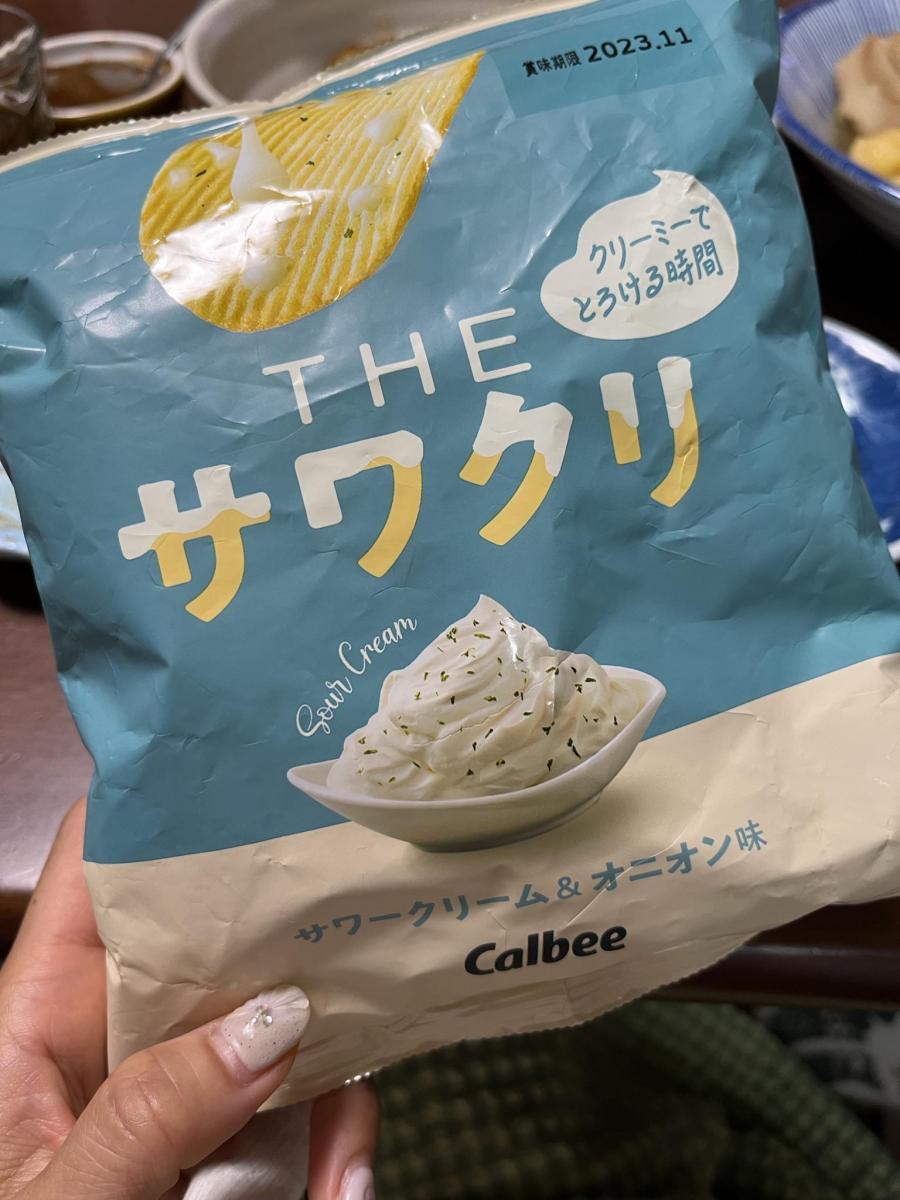 賞味期限 2023.11
クリーミーで
とろける時間
THE
サワクリ
Sour Cream
サワークリーム & オニオン味
Calbee